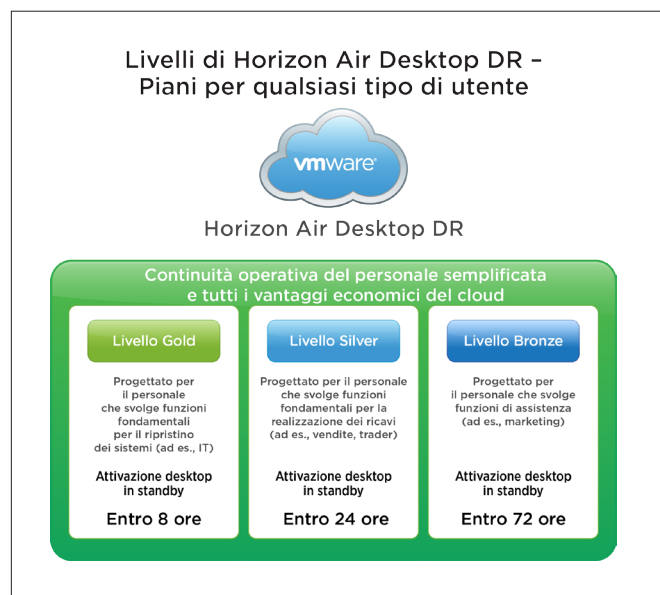 Livelli di Horizon Air Desktop DR –
Piani per qualsiasi tipo di utente
vmware®
Horizon Air Desktop DR
Continuità operativa del personale semplificata
e tutti i vantaggi economici del cloud
Livello Gold
Progettato per
il personale
che svolge funzioni
fondamentali
per il ripristino
dei sistemi (ad es., IT)
Attivazione desktop
in standby
Entro 8 ore
Livello Silver
Progettato per il personale
che svolge funzioni
fondamentali per la
realizzazione dei ricavi
(ad es., vendite, trader)
Attivazione desktop
in standby
Entro 24 ore
Livello Bronze
Progettato per
il personale che svolge
funzioni di assistenza
(ad es., marketing)
Attivazione desktop
in standby
Entro 72 ore